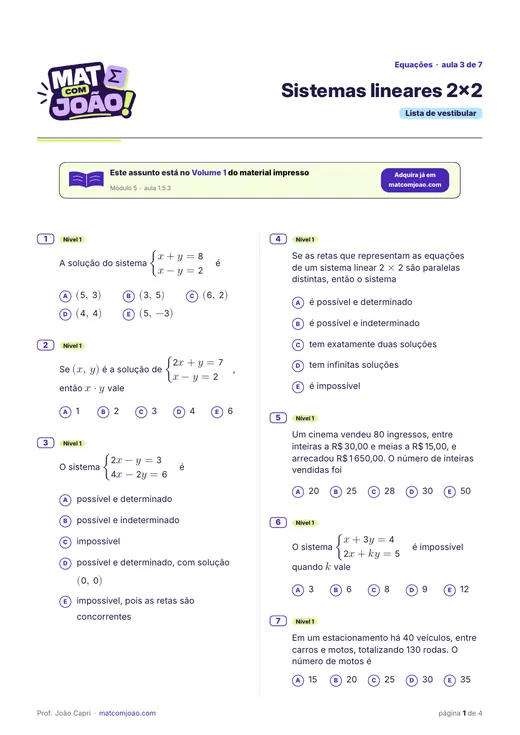 MAT Σ
COM
JOÃO!
Equações · aula 3 de 7
Sistemas lineares 2×2
Lista de vestibular
Este assunto está no Volume 1 do material impresso
Módulo 5 · aula 1.5.3
Adquira já em
matcomjoao.com
1 Nível 1
A solução do sistema { x + y = 8
x − y = 2 é
A (5, 3) B (3, 5) C (6, 2)
D (4, 4) E (5, −3)
2 Nível 1
Se (x, y) é a solução de { 2x + y = 7
x − y = 2 ,
então x · y vale
A 1 B 2 C 3 D 4 E 6
3 Nível 1
O sistema { 2x − y = 3
4x − 2y = 6 é
A possível e determinado
B possível e indeterminado
C impossível
D possível e determinado, com solução
(0, 0)
E impossível, pois as retas são
concorrentes
4 Nível 1
Se as retas que representam as equações
de um sistema linear 2 × 2 são paralelas
distintas, então o sistema
A é possível e determinado
B é possível e indeterminado
C tem exatamente duas soluções
D tem infinitas soluções
E é impossível
5 Nível 1
Um cinema vendeu 80 ingressos, entre
inteiras a R$ 30,00 e meias a R$ 15,00, e
arrecadou R$ 1 650,00. O número de inteiras
vendidas foi
A 20 B 25 C 28 D 30 E 50
6 Nível 1
O sistema { x + 3y = 4
2x + ky = 5 é impossível
quando k vale
A 3 B 6 C 8 D 9 E 12
7 Nível 1
Em um estacionamento há 40 veículos, entre
carros e motos, totalizando 130 rodas. O
número de motos é
A 15 B 20 C 25 D 30 E 35
Prof. João Capri · matcomjoao.com
página 1 de 4